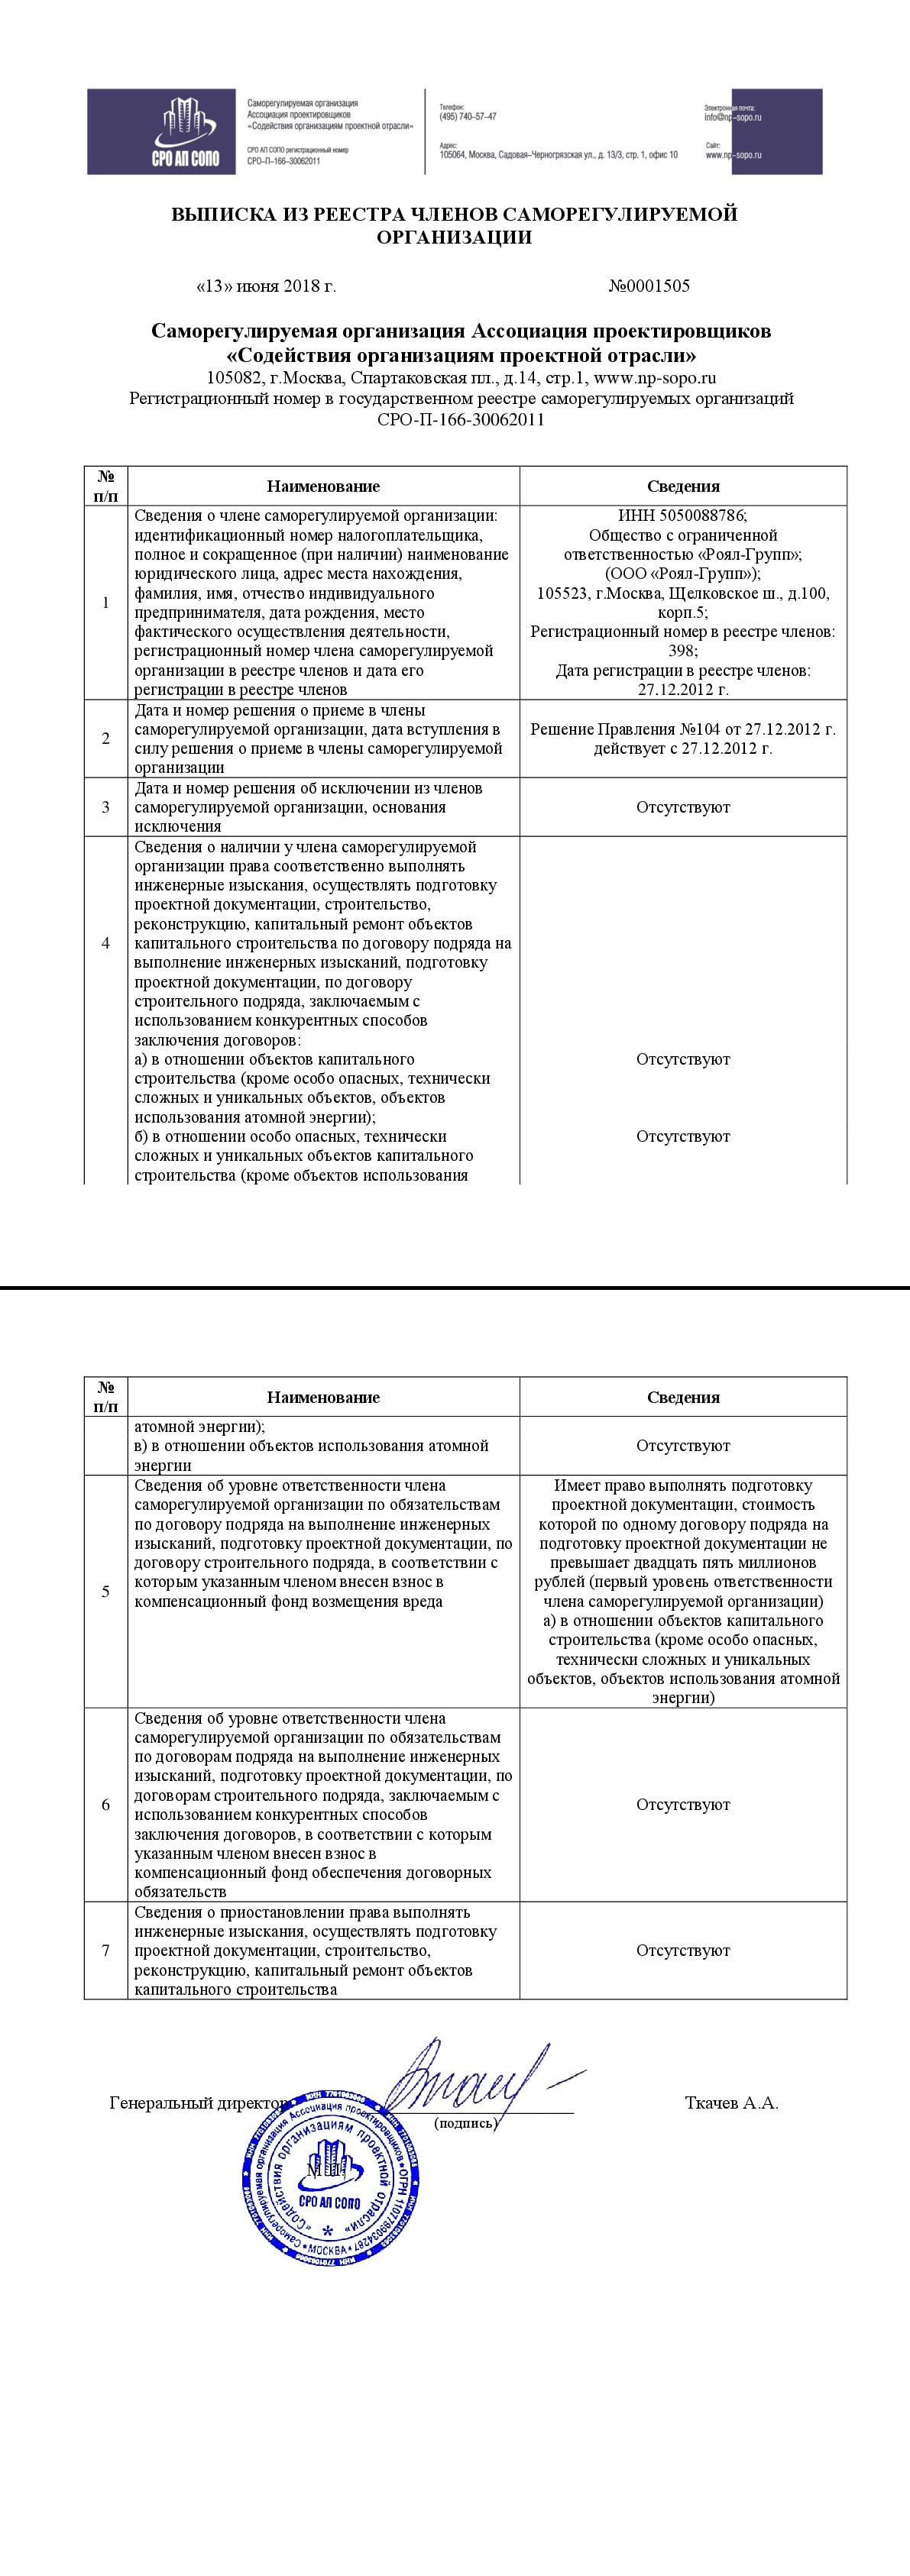 СРО АП СОПО
Саморегулируемая организация
Ассоциация проектировщиков
«Содействия организациям проектной отрасли»
СРО АП СОПО регистрационный номер
СРО–П–166–30062011
Телефон:
(495) 740–57–47
Адрес:
105064, Москва, Садовая–Черногрязская ул., д. 13/3, стр. 1, офис 10
Электронная почта:
info@np–sopo.ru
Сайт:
www.np–sopo.ru
ВЫПИСКА ИЗ РЕЕСТРА ЧЛЕНОВ САМОРЕГУЛИРУЕМОЙ
ОРГАНИЗАЦИИ
«13» июня 2018 г. №0001505
Саморегулируемая организация Ассоциация проектировщиков
«Содействия организациям проектной отрасли»
105082, г.Москва, Спартаковская пл., д.14, стр.1, www.np-sopo.ru
Регистрационный номер в государственном реестре саморегулируемых организаций
СРО-П-166-30062011
№
п/п
Наименование
Сведения
1
Сведения о члене саморегулируемой организации:
идентификационный номер налогоплательщика,
полное и сокращенное (при наличии) наименование
юридического лица, адрес места нахождения,
фамилия, имя, отчество индивидуального
предпринимателя, дата рождения, место
фактического осуществления деятельности,
регистрационный номер члена саморегулируемой
организации в реестре членов и дата его
регистрации в реестре членов
ИНН 5050088786;
Общество с ограниченной
ответственностью «Роял-Групп»;
(ООО «Роял-Групп»);
105523, г.Москва, Щелковское ш., д.100,
корп.5;
Регистрационный номер в реестре членов:
398;
Дата регистрации в реестре членов:
27.12.2012 г.
2
Дата и номер решения о приеме в члены
саморегулируемой организации, дата вступления в
силу решения о приеме в члены саморегулируемой
организации
Решение Правления №104 от 27.12.2012 г.
действует с 27.12.2012 г.
3
Дата и номер решения об исключении из членов
саморегулируемой организации, основания
исключения
Отсутствуют
4
Сведения о наличии у члена саморегулируемой
организации права соответственно выполнять
инженерные изыскания, осуществлять подготовку
проектной документации, строительство,
реконструкцию, капитальный ремонт объектов
капитального строительства по договору подряда на
выполнение инженерных изысканий, подготовку
проектной документации, по договору
строительного подряда, заключаемым с
использованием конкурентных способов
заключения договоров:
а) в отношении объектов капитального
строительства (кроме особо опасных, технически
сложных и уникальных объектов, объектов
использования атомной энергии);
б) в отношении особо опасных, технически
сложных и уникальных объектов капитального
строительства (кроме объектов использования
Отсутствуют
Отсутствуют
№
п/п
Наименование
Сведения
атомной энергии);
в) в отношении объектов использования атомной
энергии
Отсутствуют
5
Сведения об уровне ответственности члена
саморегулируемой организации по обязательствам
по договору подряда на выполнение инженерных
изысканий, подготовку проектной документации, по
договору строительного подряда, в соответствии с
которым указанным членом внесен взнос в
компенсационный фонд возмещения вреда
Имеет право выполнять подготовку
проектной документации, стоимость
которой по одному договору подряда на
подготовку проектной документации не
превышает двадцать пять миллионов
рублей (первый уровень ответственности
члена саморегулируемой организации)
а) в отношении объектов капитального
строительства (кроме особо опасных,
технически сложных и уникальных
объектов, объектов использования атомной
энергии)
6
Сведения об уровне ответственности члена
саморегулируемой организации по обязательствам
по договорам подряда на выполнение инженерных
изысканий, подготовку проектной документации, по
договорам строительного подряда, заключаемым с
использованием конкурентных способов
заключения договоров, в соответствии с которым
указанным членом внесен взнос в
компенсационный фонд обеспечения договорных
обязательств
Отсутствуют
7
Сведения о приостановлении права выполнять
инженерные изыскания, осуществлять подготовку
проектной документации, строительство,
реконструкцию, капитальный ремонт объектов
капитального строительства
Отсутствуют
Генеральный директор
(подпись)
Ткачев А.А.
Саморегулируемая организация Ассоциация проектировщиков
«Содействия организациям проектной отрасли»
СРО АП СОПО
МОСКВА